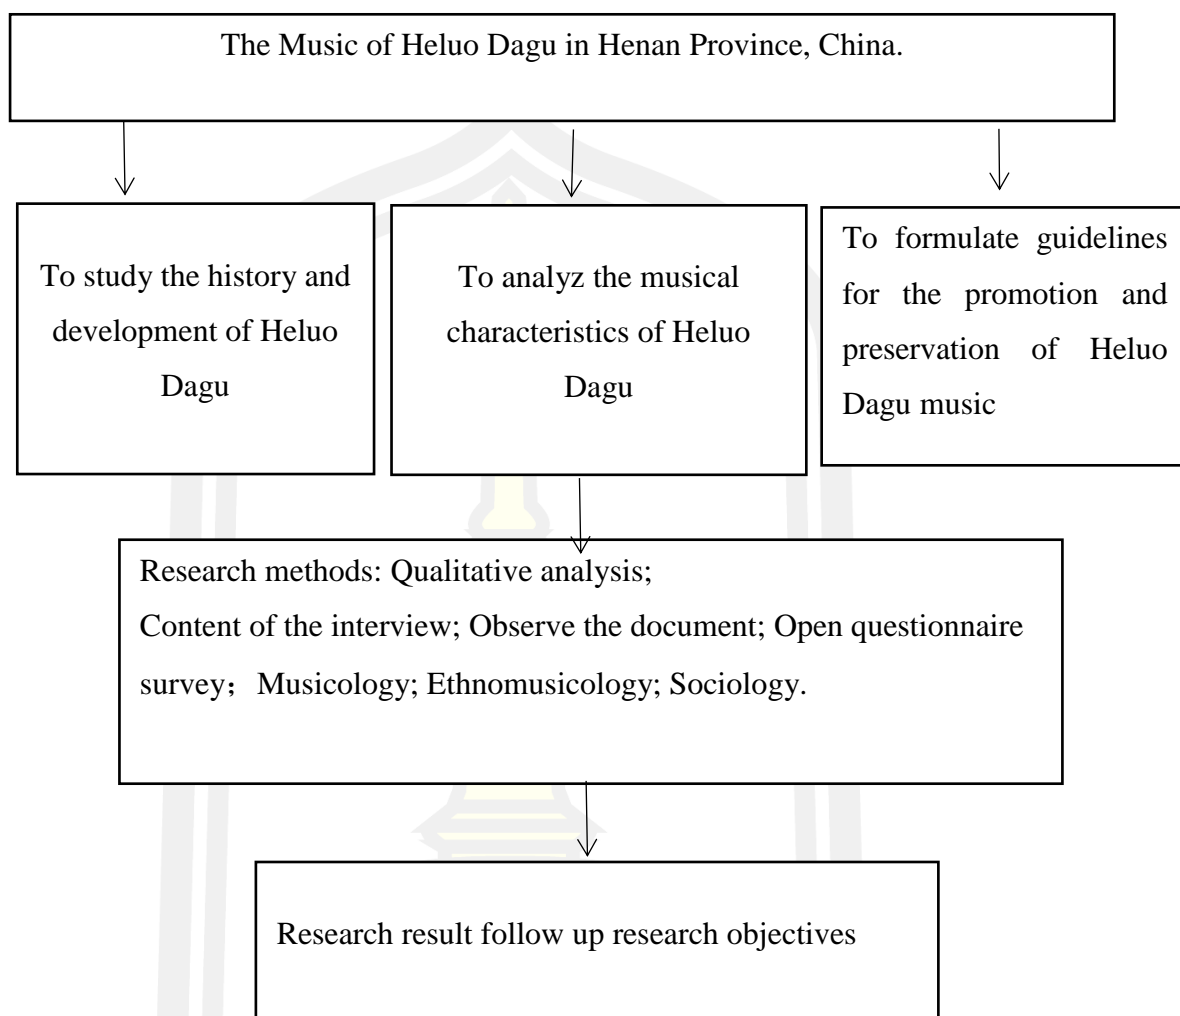 The Music of Heluo Dagu in Henan Province, China.
To study the history and
development of Heluo
Dagu
To analyz the musical
characteristics of Heluo
Dagu
To formulate guidelines
for the promotion and
preservation of Heluo
Dagu music
Research methods: Qualitative analysis;
Content of the interview; Observe the document; Open questionnaire
survey； Musicology; Ethnomusicology; Sociology.
Research result follow up research objectives